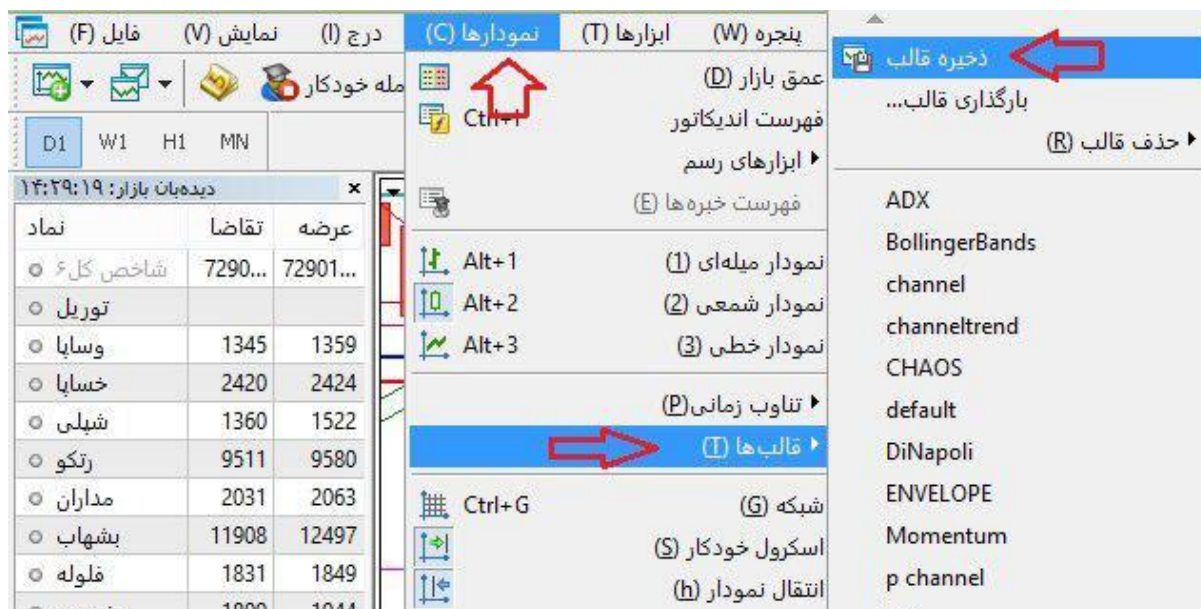 فایل (F) نمایش (V) درج (I) نمودارها (C) ابزارها (T) پنجره (W)
مله خودکار
D1 W1 H1 MN
دیده‌بان بازار: ۱۴:۲۹:۱۹ x
نماد تقاضا عرضه
شاخص کل۶ 7290... 72901...
توریل
وساپا 1345 1359
خساپا 2420 2424
شپلی 1360 1522
رتکو 9511 9580
مداران 2031 2063
بشهاب 11908 12497
فلوله 1831 1849
عمق بازار (D)
فهرست اندیکاتور
ابزارهای رسم
فهرست خبره‌ها (E)
نمودار میله‌ای (1) Alt+1
نمودار شمعی (2) Alt+2
نمودار خطی (3) Alt+3
تناوب زمانی(P)
قالب‌ها (T)
شبکه (G) Ctrl+G
اسکرول خودکار (S)
انتقال نمودار (h)
ذخیره قالب
بارگذاری قالب...
حذف قالب (R)
ADX
BollingerBands
channel
channeltrend
CHAOS
default
DiNapoli
ENVELOPE
Momentum
p channel